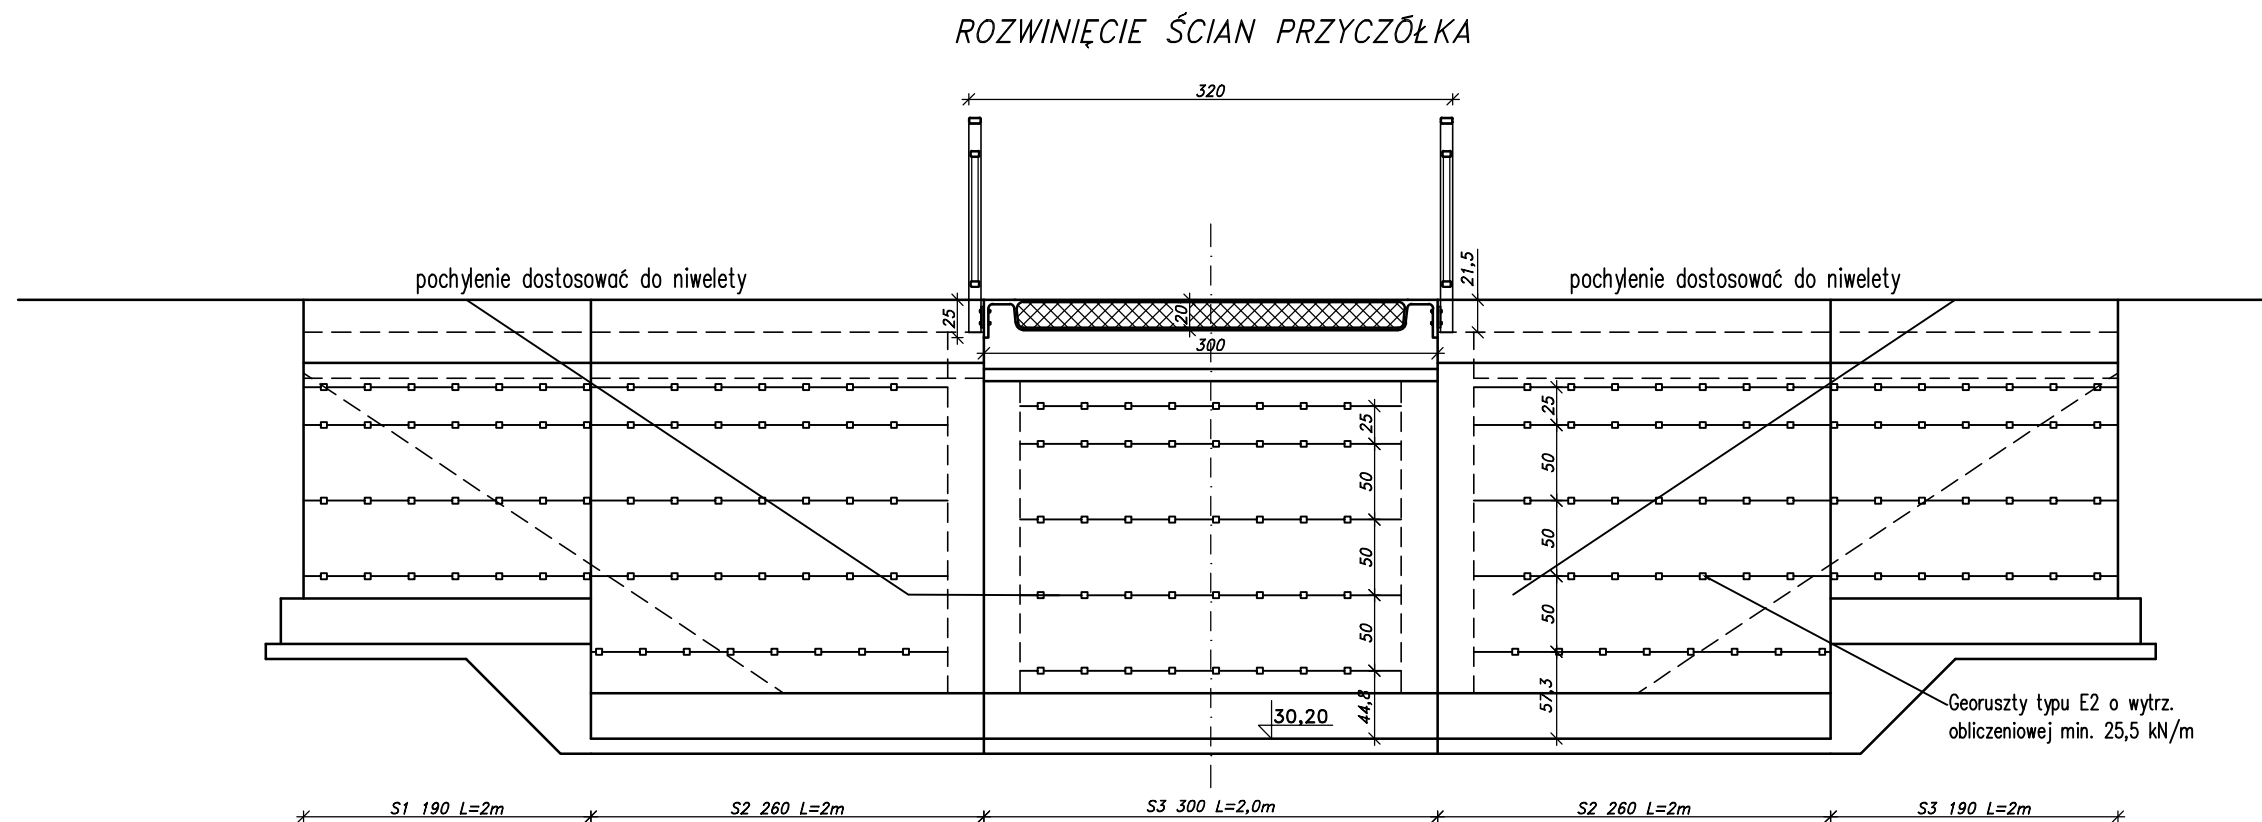 ROZWINIĘCIE ŚCIAN PRZYCZÓŁKA
320
pochylenie dostosować do niwelety
21,5
pochylenie dostosować do niwelety
25
20
300
25
25
50
50
50
50
50
50
44,8
57,3
30,20
Georuszty typu E2 o wytrz.
obliczeniowej min. 25,5 kN/m
S1 190 L=2m
S2 260 L=2m
S3 300 L=2,0m
S2 260 L=2m
S3 190 L=2m